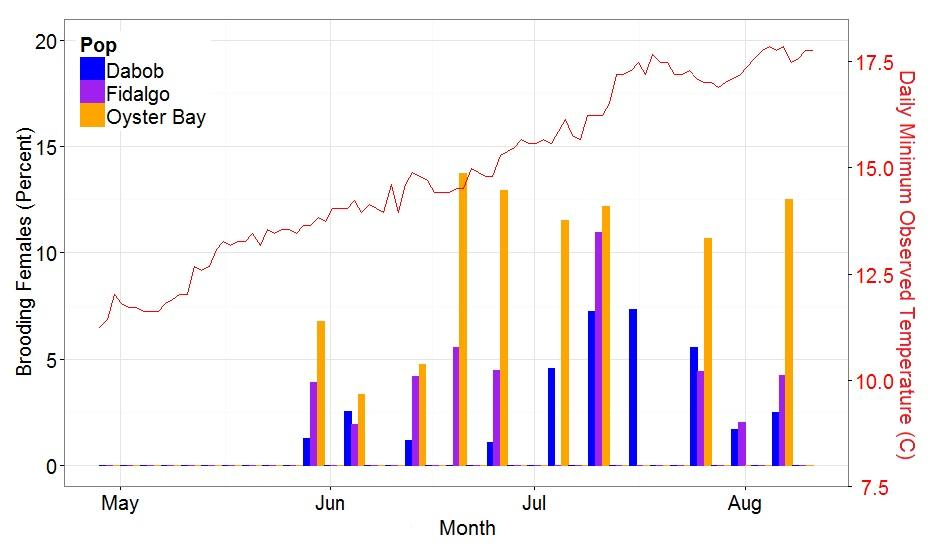 Pop
Dabob
Fidalgo
Oyster Bay
Brooding Females (Percent)
20
15
10
5
0
17.5
15.0
12.5
10.0
7.5
Daily Minimum Observed Temperature (C)
May
Jun
Jul
Aug
Month